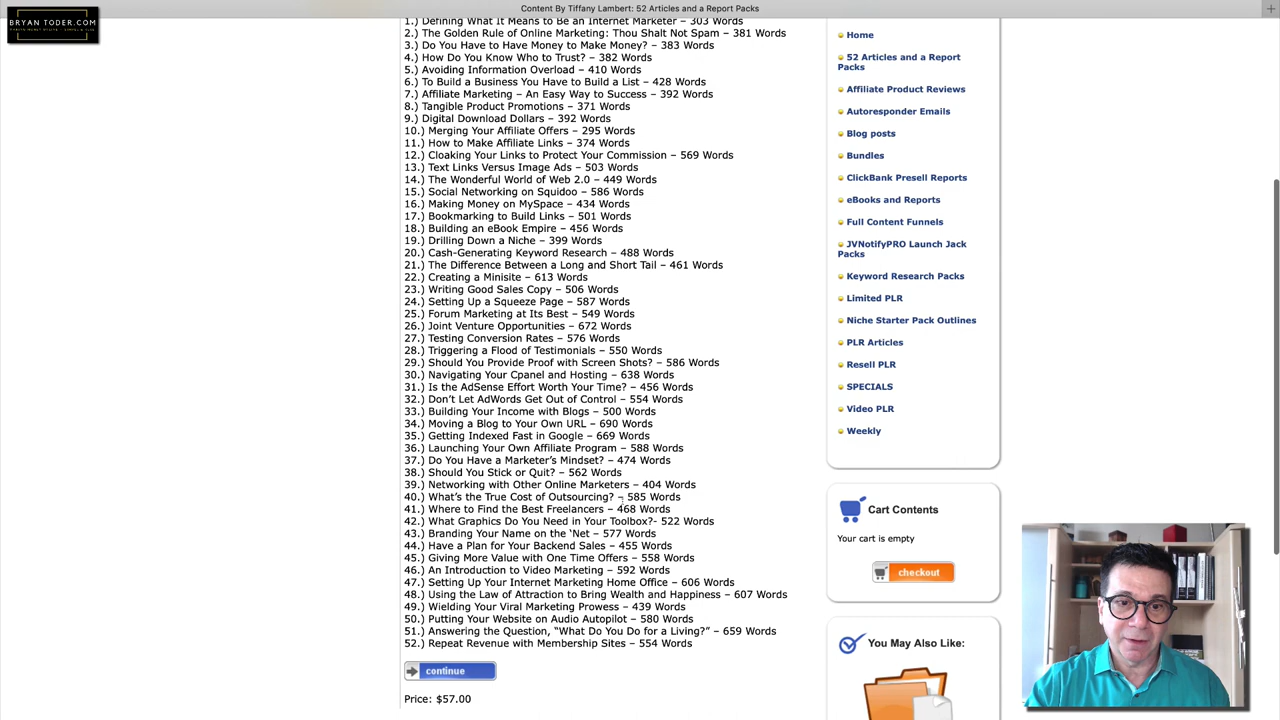 Content By Tiffany Lambert: 52 Articles and a Report Packs
BRYAN TODER.COM
1.) Defining What It Means to Be an Internet Marketer – 303 Words
2.) The Golden Rule of Online Marketing: Thou Shalt Not Spam – 381 Words
3.) Do You Have to Have Money to Make Money? – 383 Words
4.) How Do You Know Who to Trust? – 382 Words
5.) Avoiding Information Overload – 410 Words
6.) To Build a Business You Have to Build a List – 428 Words
7.) Affiliate Marketing – An Easy Way to Success – 392 Words
8.) Tangible Product Promotions – 371 Words
9.) Digital Download Dollars – 392 Words
10.) Merging Your Affiliate Offers – 295 Words
11.) How to Make Affiliate Links – 374 Words
12.) Cloaking Your Links to Protect Your Commission – 569 Words
13.) Text Links Versus Image Ads – 503 Words
14.) The Wonderful World of Web 2.0 – 449 Words
15.) Social Networking on Squidoo – 586 Words
16.) Making Money on MySpace – 434 Words
17.) Bookmarking to Build Links – 501 Words
18.) Building an eBook Empire – 456 Words
19.) Drilling Down a Niche – 399 Words
20.) Cash-Generating Keyword Research – 488 Words
21.) The Difference Between a Long and Short Tail – 461 Words
22.) Creating a Minisite – 613 Words
23.) Writing Good Sales Copy – 506 Words
24.) Setting Up a Squeeze Page – 587 Words
25.) Forum Marketing at Its Best – 549 Words
26.) Joint Venture Opportunities – 672 Words
27.) Testing Conversion Rates – 576 Words
28.) Triggering a Flood of Testimonials – 550 Words
29.) Should You Provide Proof with Screen Shots? – 586 Words
30.) Navigating Your Cpanel and Hosting – 638 Words
31.) Is the AdSense Effort Worth Your Time? – 456 Words
32.) Don’t Let AdWords Get Out of Control – 554 Words
33.) Building Your Income with Blogs – 500 Words
34.) Moving a Blog to Your Own URL – 690 Words
35.) Getting Indexed Fast in Google – 669 Words
36.) Launching Your Own Affiliate Program – 588 Words
37.) Do You Have a Marketer’s Mindset? – 474 Words
38.) Should You Stick or Quit? – 562 Words
39.) Networking with Other Online Marketers – 404 Words
40.) What’s the True Cost of Outsourcing? – 585 Words
41.) Where to Find the Best Freelancers – 468 Words
42.) What Graphics Do You Need in Your Toolbox?- 522 Words
43.) Branding Your Name on the ‘Net – 577 Words
44.) Have a Plan for Your Backend Sales – 455 Words
45.) Giving More Value with One Time Offers – 558 Words
46.) An Introduction to Video Marketing – 592 Words
47.) Setting Up Your Internet Marketing Home Office – 606 Words
48.) Using the Law of Attraction to Bring Wealth and Happiness – 607 Words
49.) Wielding Your Viral Marketing Prowess – 439 Words
50.) Putting Your Website on Audio Autopilot – 580 Words
51.) Answering the Question, “What Do You Do for a Living?” – 659 Words
52.) Repeat Revenue with Membership Sites – 554 Words
continue
Price: $57.00
Home
52 Articles and a Report
Packs
Affiliate Product Reviews
Autoresponder Emails
Blog posts
Bundles
ClickBank Presell Reports
eBooks and Reports
Full Content Funnels
JVNotifyPRO Launch Jack
Packs
Keyword Research Packs
Limited PLR
Niche Starter Pack Outlines
PLR Articles
Resell PLR
SPECIALS
Video PLR
Weekly
Cart Contents
Your cart is empty
checkout
You May Also Like: